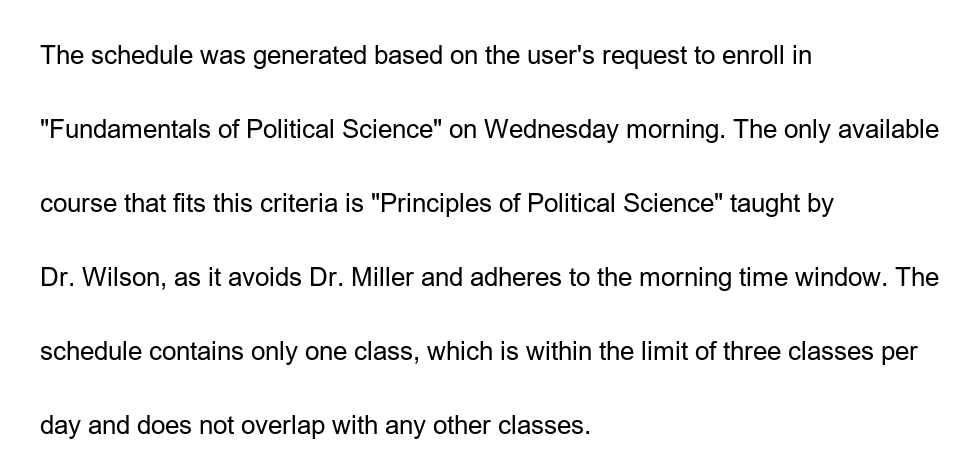 The schedule was generated based on the user's request to enroll in
"Fundamentals of Political Science" on Wednesday morning. The only available
course that fits this criteria is "Principles of Political Science" taught by
Dr. Wilson, as it avoids Dr. Miller and adheres to the morning time window. The
schedule contains only one class, which is within the limit of three classes per
day and does not overlap with any other classes.